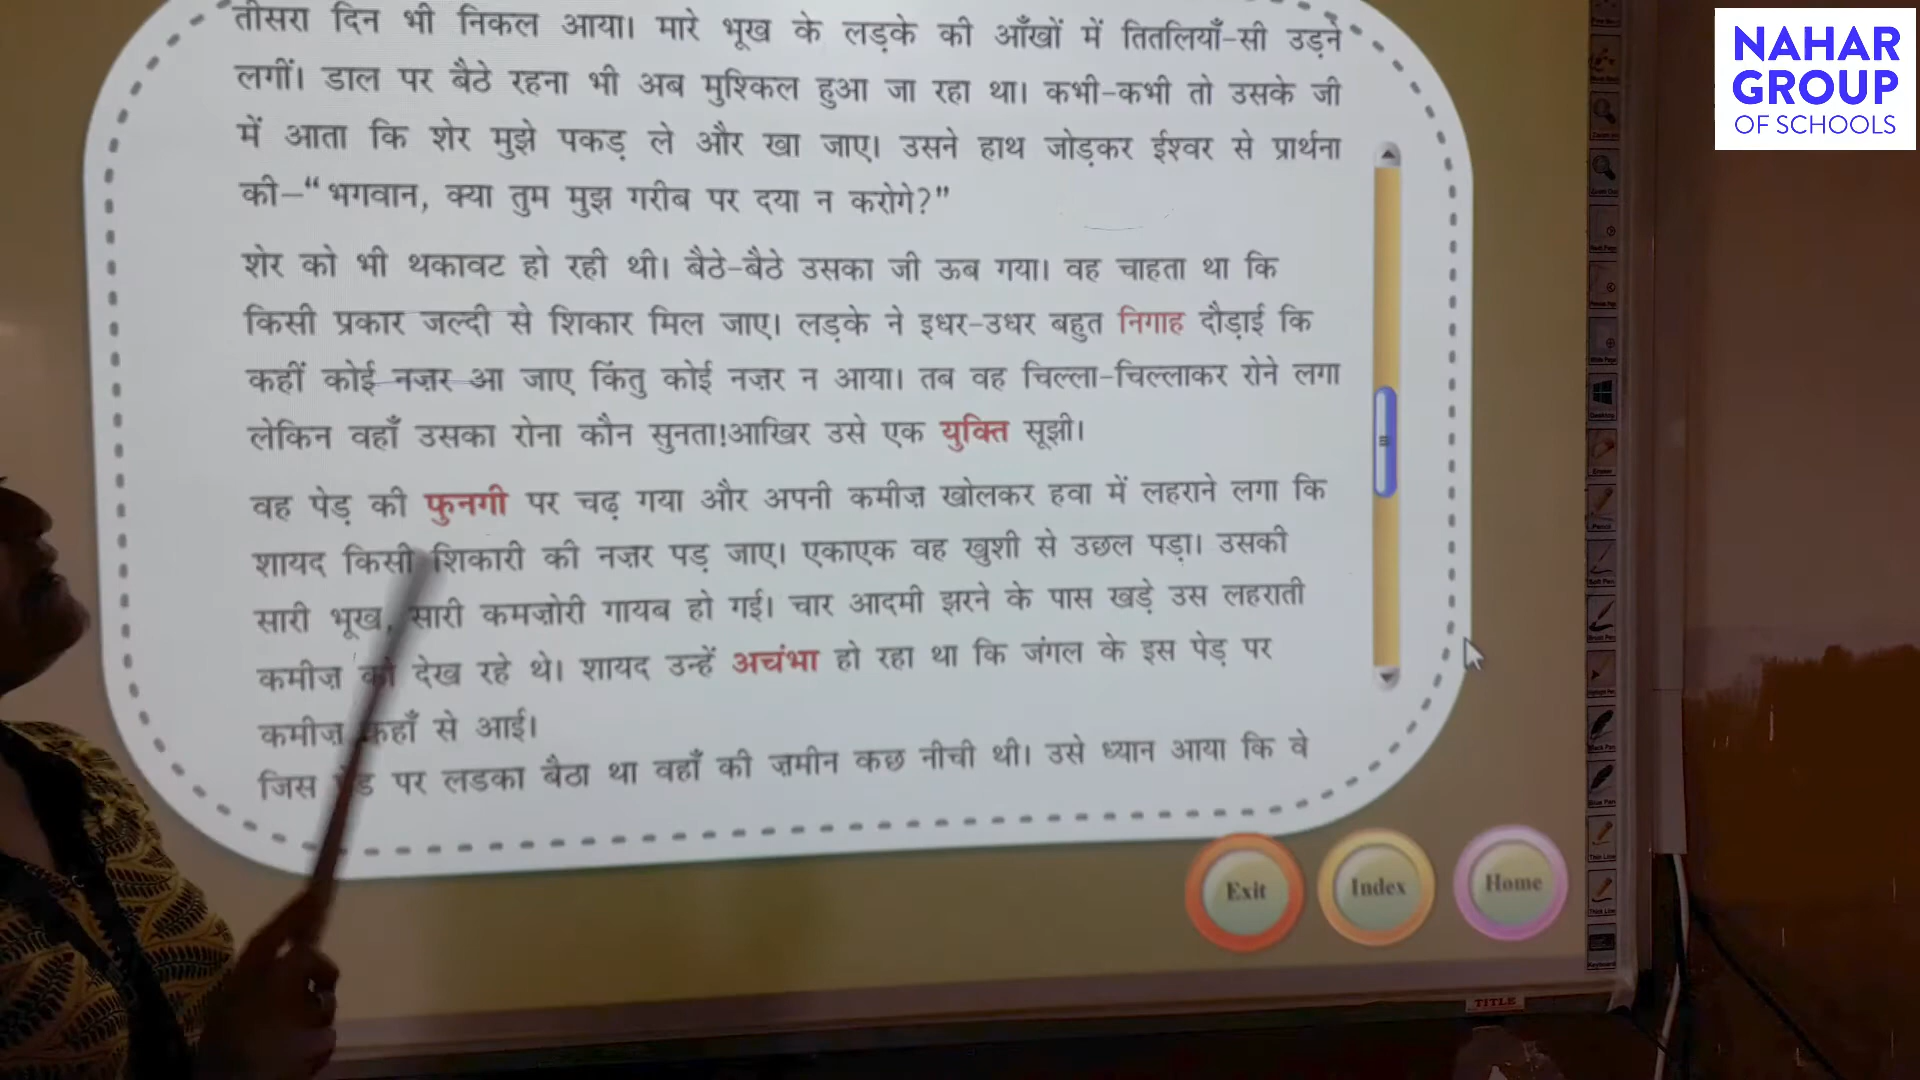 तीसरा दिन भी निकल आया। मारे भूख के लड़के की आँखों में तितलियाँ-सी उड़ने
लगीं। डाल पर बैठे रहना भी अब मुश्किल हुआ जा रहा था। कभी-कभी तो उसके जी
में आता कि शेर मुझे पकड़ ले और खा जाए। उसने हाथ जोड़कर ईश्वर से प्रार्थना
की–“भगवान, क्या तुम मुझ गरीब पर दया न करोगे?”
शेर को भी थकावट हो रही थी। बैठे-बैठे उसका जी ऊब गया। वह चाहता था कि
किसी प्रकार जल्दी से शिकार मिल जाए। लड़के ने इधर-उधर बहुत निगाह दौड़ाई कि
कहीं कोई नज़र आ जाए किंतु कोई नज़र न आया। तब वह चिल्ला-चिल्लाकर रोने लगा
लेकिन वहाँ उसका रोना कौन सुनता!आखिर उसे एक युक्ति सूझी।
वह पेड़ की फुनगी पर चढ़ गया और अपनी कमीज़ खोलकर हवा में लहराने लगा कि
शायद किसी शिकारी की नज़र पड़ जाए। एकाएक वह खुशी से उछल पड़ा। उसकी
सारी भूख, सारी कमज़ोरी गायब हो गई। चार आदमी झरने के पास खड़े उस लहराती
कमीज़ को देख रहे थे। शायद उन्हें अचंभा हो रहा था कि जंगल के इस पेड़ पर
कमीज़ कहाँ से आई।
जिस पर लडका बैठा था वहाँ की ज़मीन कछ नीची थी। उसे ध्यान आया कि वे
Exit
Index
Home
TITLE
NAHAR
GROUP
OF SCHOOLS